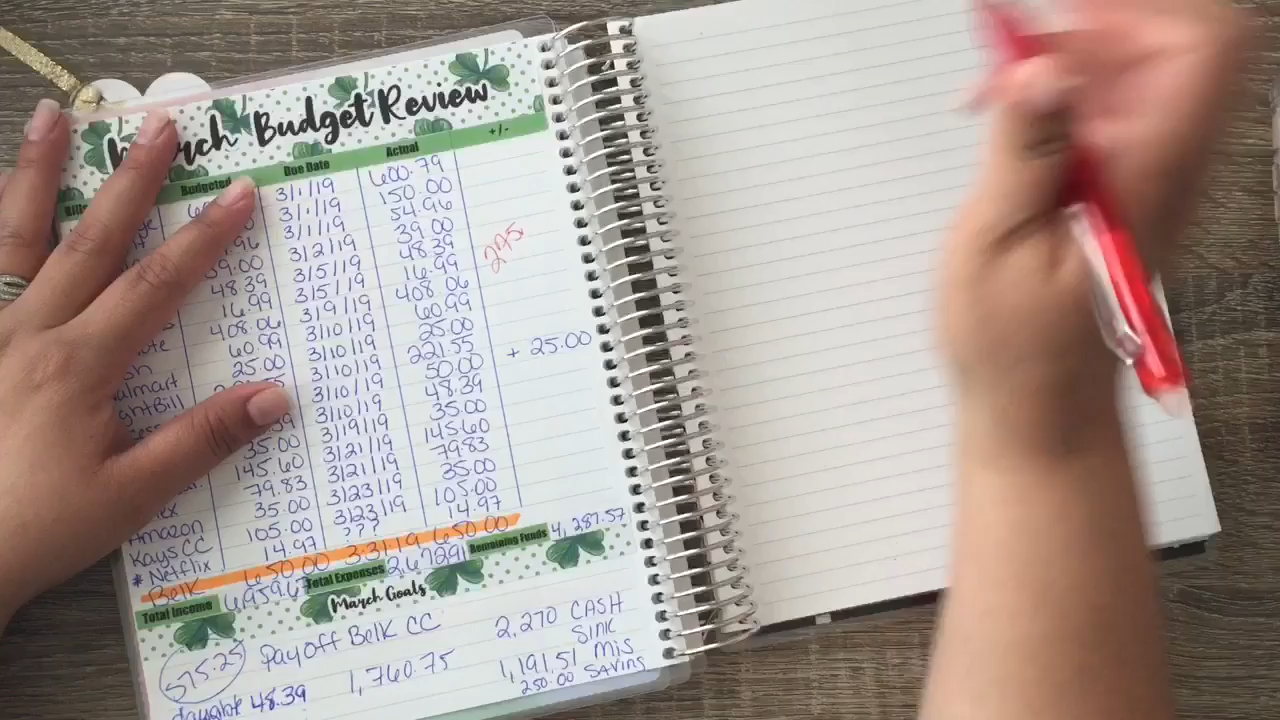 March Budget Review
Budgeted Due Date Actual +/-
3/1/19 600.79
3/1/19 150.00
3/1/19 54.96
39.00 3/2/19 39.00
48.39 3/5/19 48.39
16.99 3/5/19 16.99
408.06 3/9/19 408.06
60.99 3/10/19 60.99
25.00 3/10/19 25.00
3/10/19 221.55
3/10/19 50.00
3/10/19 48.39
35.00 3/19/19 35.00
145.60 3/21/19 145.60
79.83 3/21/19 79.83
35.00 3/23/19 35.00
Amazon 105.00 3/23/19 105.00
Kays CC 14.97 ??? 14.97
* Netflix
Belk 650.00 3/31/19 650.00
275
+ 25.00
Total Income 6,959.67 Total Expenses 2,672.91 Remaining Funds 4,287.57
March Goals
575.25 Payoff Belk CC 2,270 CASH
SINK
48.39 1,760.75 1,191.51 MIS
250.00 SAVINS